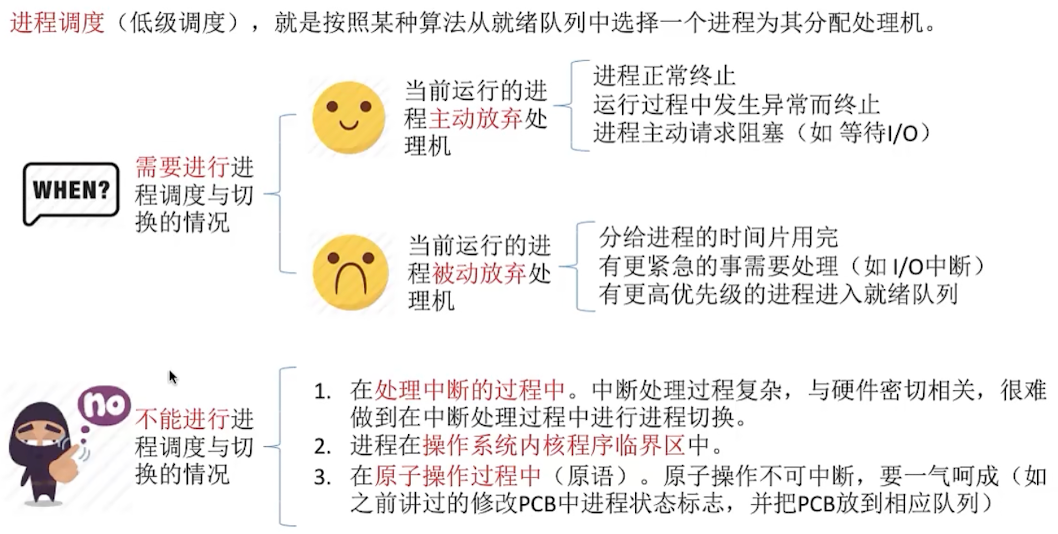 进程调度（低级调度），就是按照某种算法从就绪队列中选择一个进程为其分配处理机。
WHEN?
需要进行进
程调度与切
换的情况
当前运行的进
程主动放弃处
理机
进程正常终止
运行过程中发生异常而终止
进程主动请求阻塞（如 等待I/O）
当前运行的进
程被动放弃处
理机
分给进程的时间片用完
有更紧急的事需要处理（如 I/O中断）
有更高优先级的进程进入就绪队列
no
不能进行进
程调度与切
换的情况
1. 在处理中断的过程中。中断处理过程复杂，与硬件密切相关，很难
做到在中断处理过程中进行进程切换。
2. 进程在操作系统内核程序临界区中。
3. 在原子操作过程中（原语）。原子操作不可中断，要一气呵成（如
之前讲过的修改PCB中进程状态标志，并把PCB放到相应队列）